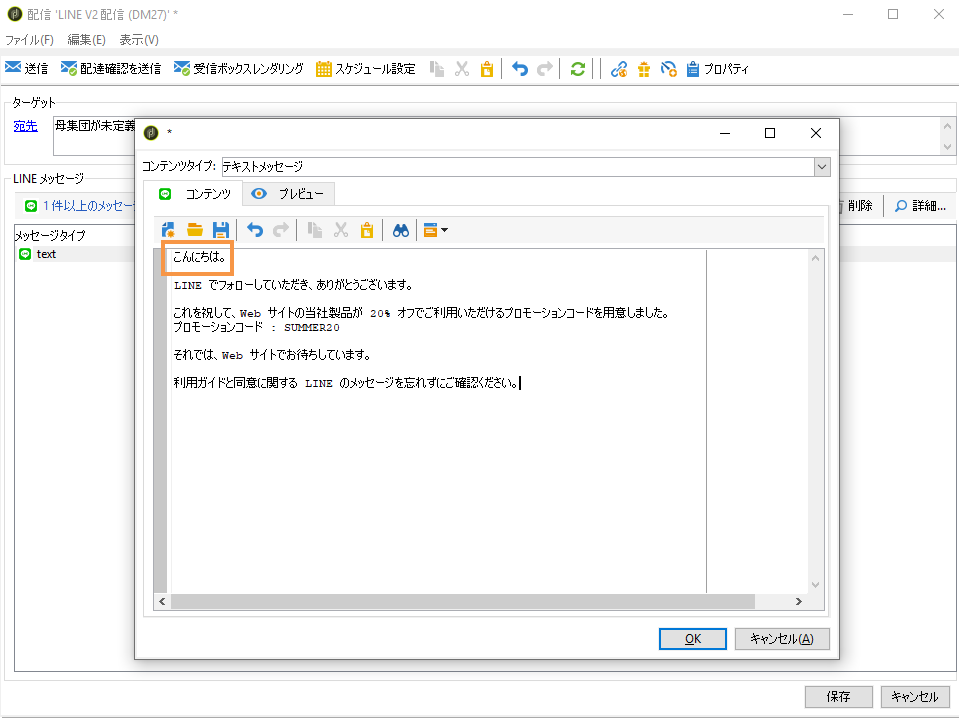 配信 'LINE V2 配信 (DM27)' *
ファイル(F) 編集(E) 表示(V)
送信 配達確認を送信 受信ボックスレンダリング スケジュール設定 プロパティ
ターゲット
宛先 母集団が未定義
*
コンテンツタイプ: テキストメッセージ
LINE メッセージ
コンテンツ プレビュー
1 件以上のメッセー 削除 詳細...
メッセージタイプ
text
こんにちは。
LINE でフォローしていただき、ありがとうございます。
これを祝して、Web サイトの当社製品が 20% オフでご利用いただけるプロモーションコードを用意しました。
プロモーションコード : SUMMER20
それでは、Web サイトでお待ちしています。
利用ガイドと同意に関する LINE のメッセージを忘れずにご確認ください。
OK キャンセル(A)
保存 キャンセル